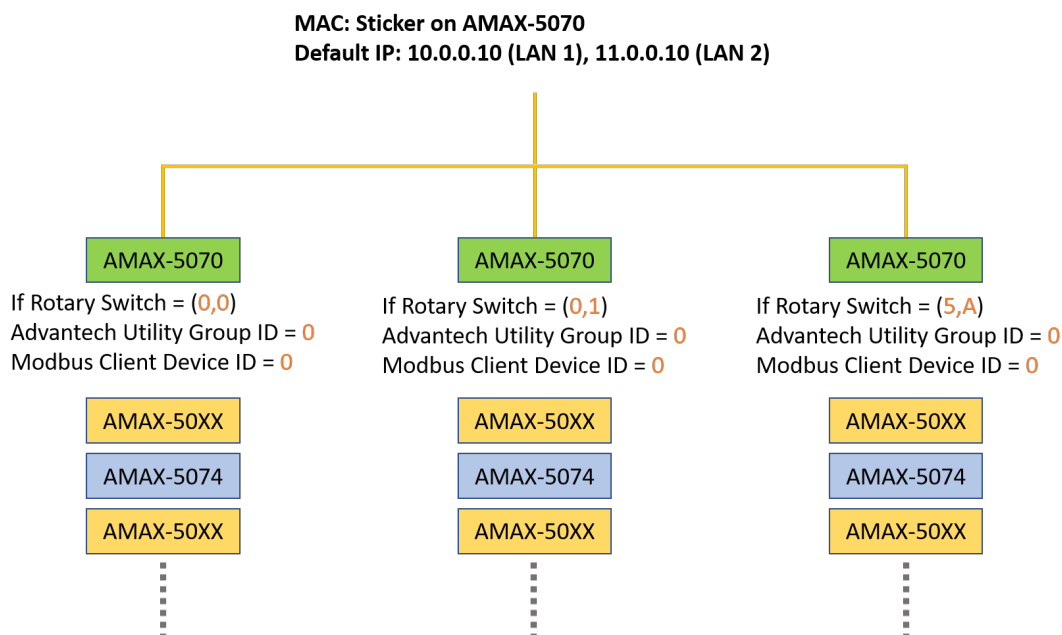 MAC: Sticker on AMAX-5070
Default IP: 10.0.0.10 (LAN 1), 11.0.0.10 (LAN 2)
AMAX-5070
If Rotary Switch = (0,0)
Advantech Utility Group ID = 0
Modbus Client Device ID = 0
AMAX-50XX
AMAX-5074
AMAX-50XX
AMAX-5070
If Rotary Switch = (0,1)
Advantech Utility Group ID = 0
Modbus Client Device ID = 0
AMAX-50XX
AMAX-5074
AMAX-50XX
AMAX-5070
If Rotary Switch = (5,A)
Advantech Utility Group ID = 0
Modbus Client Device ID = 0
AMAX-50XX
AMAX-5074
AMAX-50XX